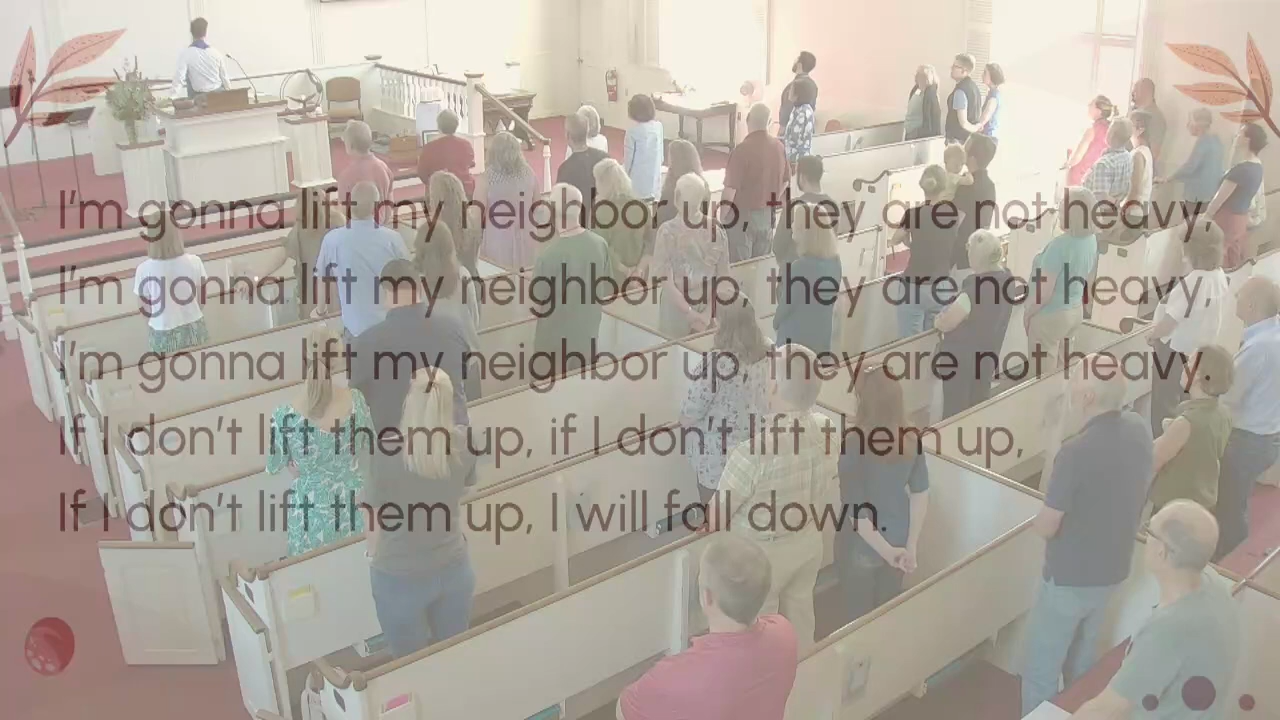 I'm gonna lift my neighbor up, they are not heavy.
I'm gonna lift my neighbor up, they are not heavy.
I'm gonna lift my neighbor up, they are not heavy.
If I don't lift them up, if I don't lift them up,
If I don't lift them up, I will fall down.